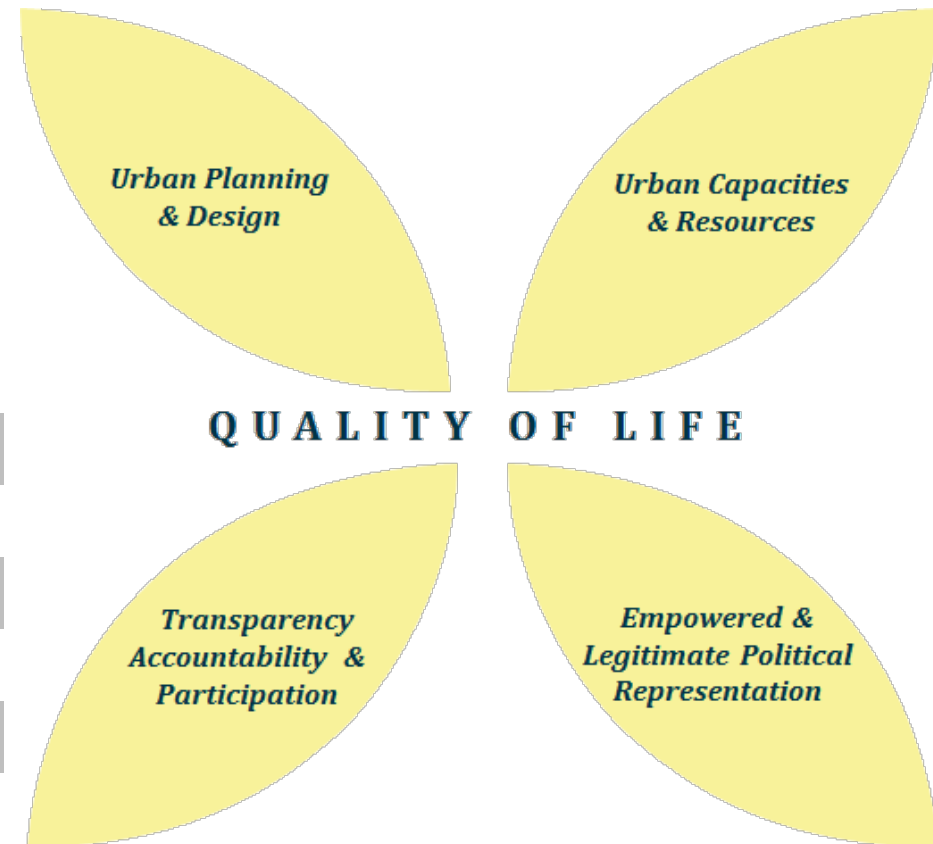 Urban Planning
& Design
Urban Capacities
& Resources
QUALITY OF LIFE
Transparency
Accountability &
Participation
Empowered &
Legitimate Political
Representation